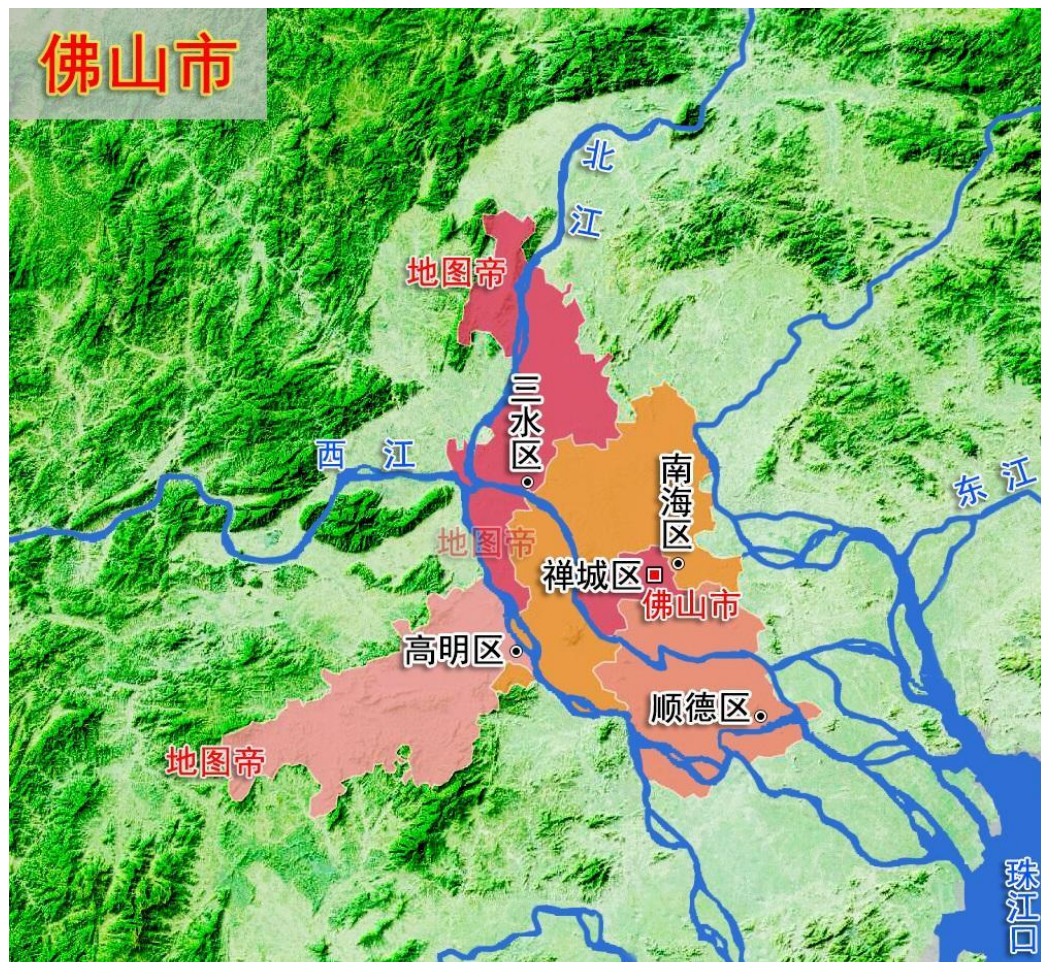 佛山市
北江
地图帝
三水区
西江
南海区
东江
地图帝
禅城区
佛山市
高明区
顺德区
地图帝
珠江口